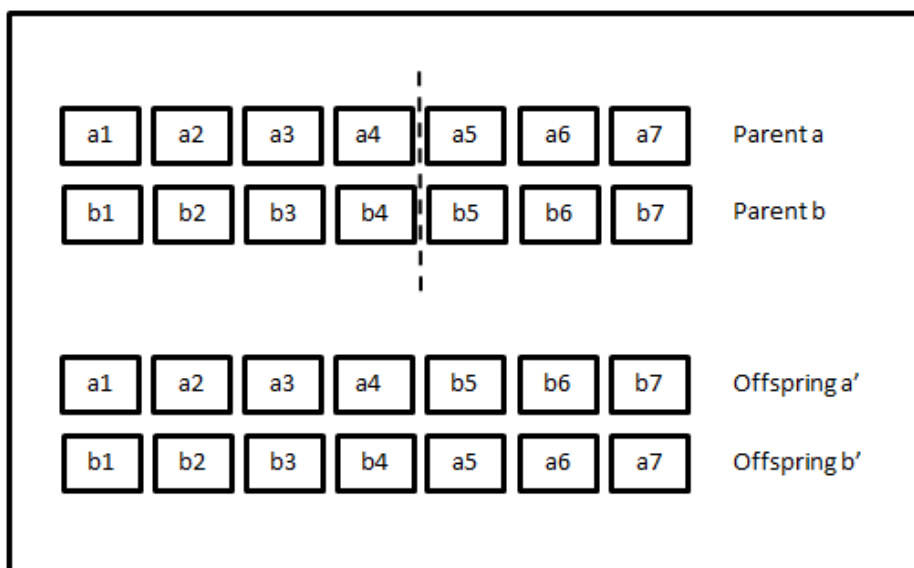 a1 a2 a3 a4 a5 a6 a7 Parent a
b1 b2 b3 b4 b5 b6 b7 Parent b
a1 a2 a3 a4 b5 b6 b7 Offspring a’
b1 b2 b3 b4 a5 a6 a7 Offspring b’